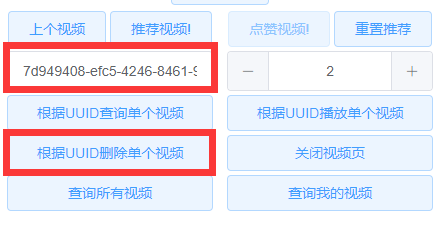 上个视频 推荐视频! 点赞视频! 重置推荐
7d949408-efc5-4246-8461-9 − 2 +
根据UUID查询单个视频 根据UUID播放单个视频
根据UUID删除单个视频 关闭视频页
查询所有视频 查询我的视频